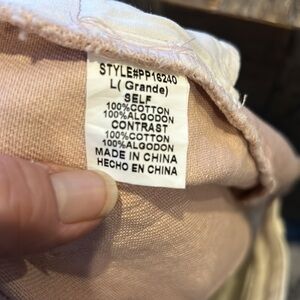 STYLE#PP16240
L( Grande)
SELF
100%COTTON
100%ALGODON
CONTRAST
100%COTTON
100%ALGODON
MADE IN CHINA
HECHO EN CHINA